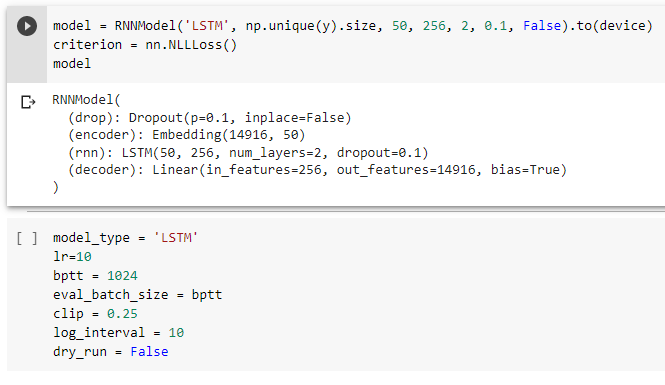 model = RNNModel('LSTM', np.unique(y).size, 50, 256, 2, 0.1, False).to(device)
criterion = nn.NLLLoss()
model
RNNModel(
  (drop): Dropout(p=0.1, inplace=False)
  (encoder): Embedding(14916, 50)
  (rnn): LSTM(50, 256, num_layers=2, dropout=0.1)
  (decoder): Linear(in_features=256, out_features=14916, bias=True)
)
[ ] model_type = 'LSTM'
lr=10
bptt = 1024
eval_batch_size = bptt
clip = 0.25
log_interval = 10
dry_run = False